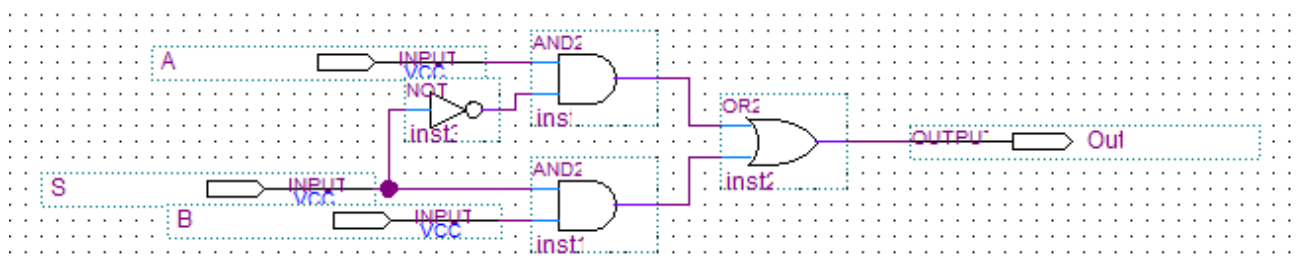 AND2
A INPUT
VCC
NOT
inst3
inst
OR2
OUTPUT Out
inst2
AND2
S INPUT
VCC
B INPUT
VCC
inst1